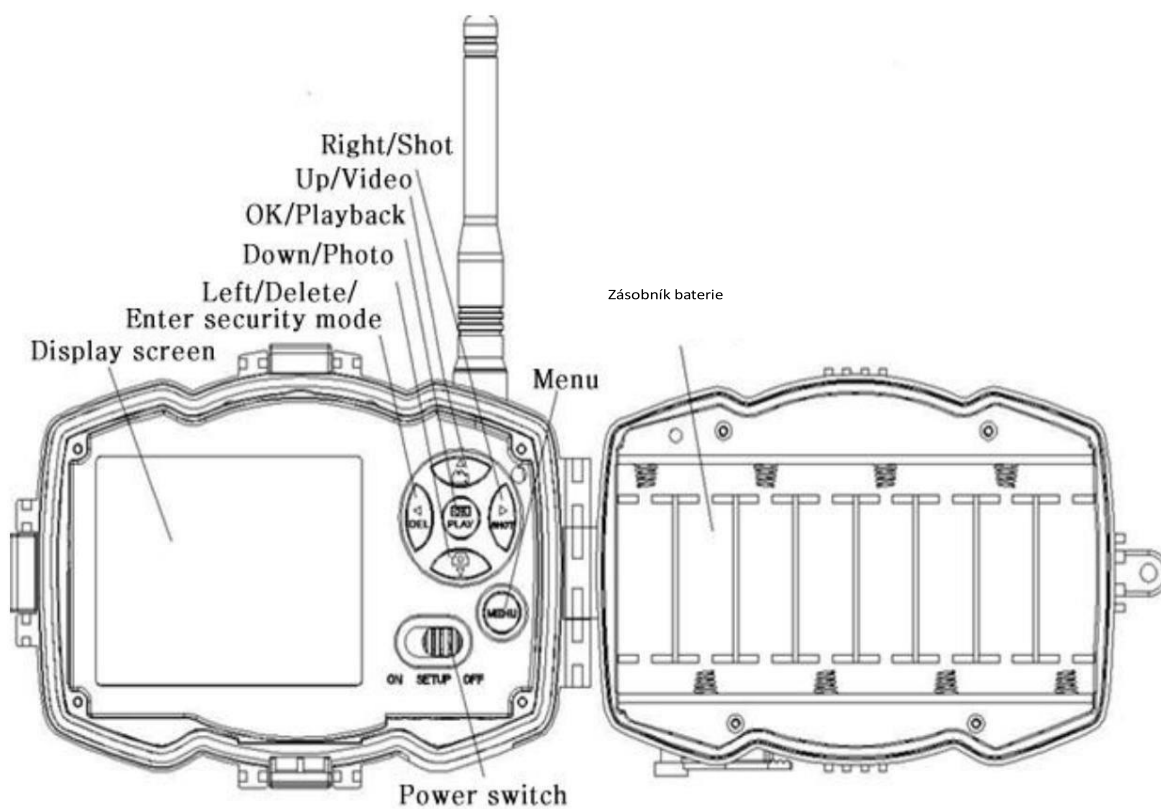 Right/Shot
Up/Video
OK/Playback
Down/Photo
Left/Delete/
Enter security mode
Display screen
Zásobník baterie
Menu
DEL
OK
PLAY
SHOT
MENU
ON SETUP OFF
Power switch